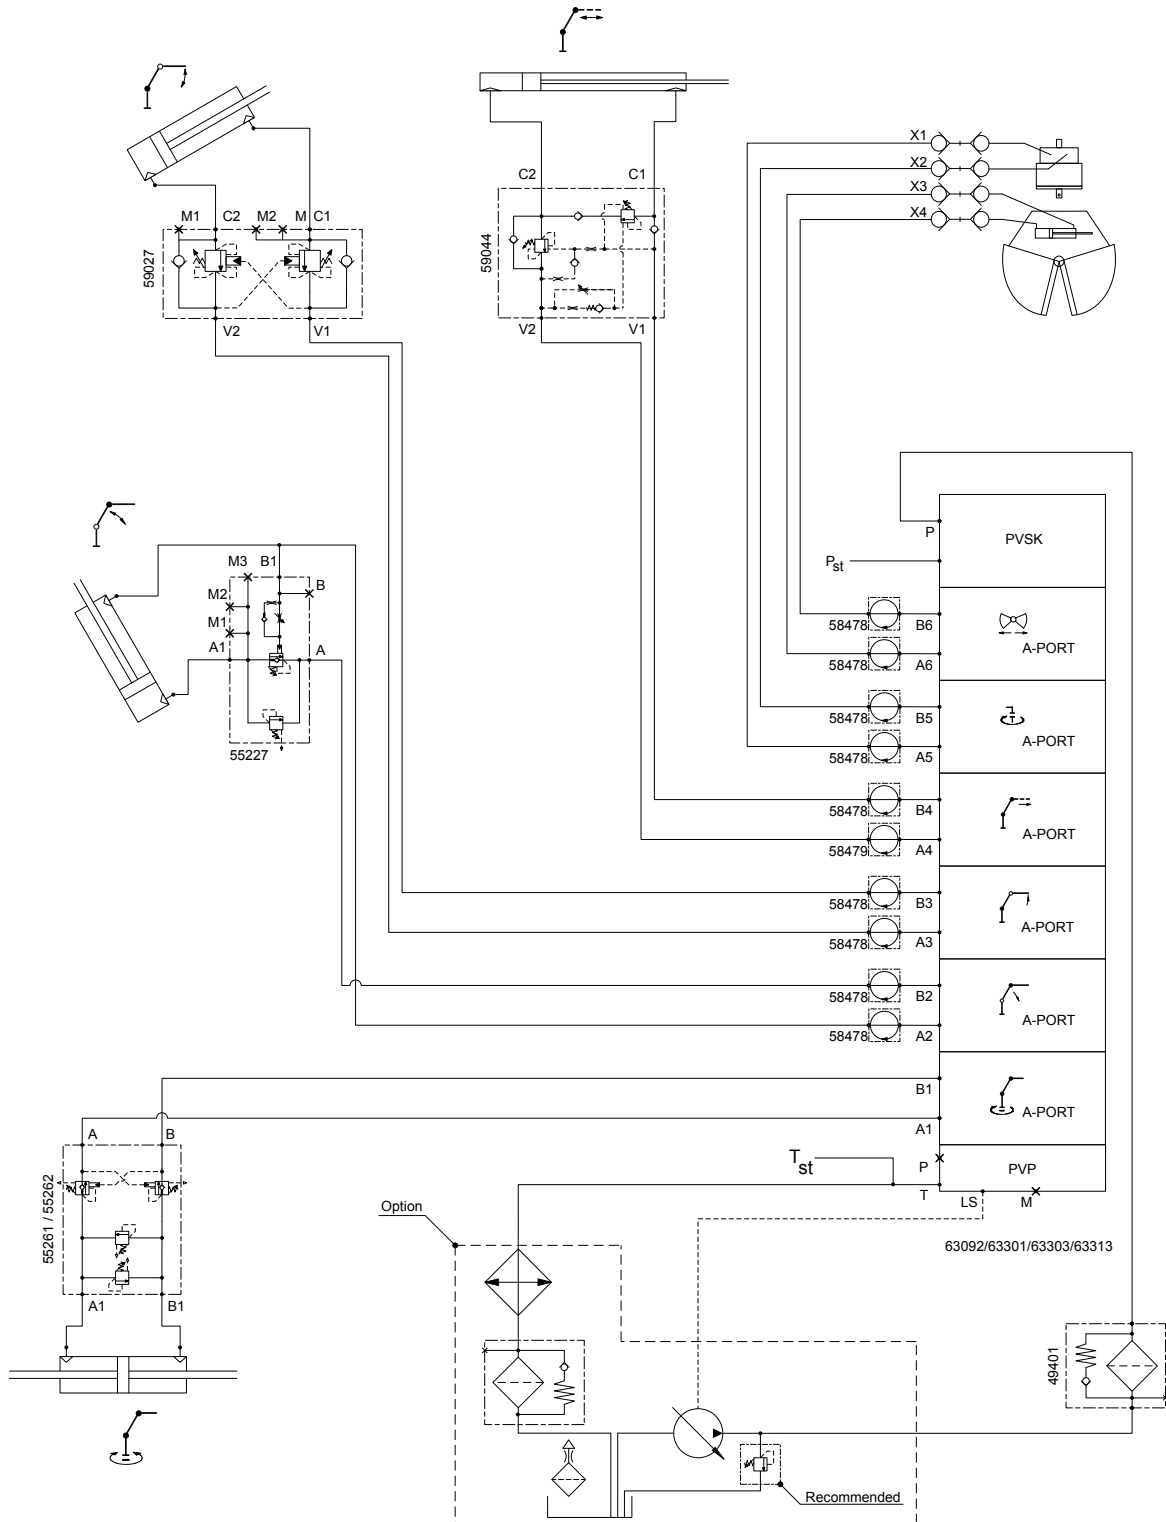 X1
X2
X3
X4
C2 C1
M1 C2 M2 M C1
59027
59044
V2 V1
V2 V1
P
PVSK
Pst
M3 B1
B
M2
M1
A1 A
55227
58478 B6
A-PORT
58478 A6
58478 B5
A-PORT
58478 A5
58478 B4
A-PORT
58479 A4
58478 B3
A-PORT
58478 A3
58478 B2
A-PORT
58478 A2
B1
A-PORT
A1
A B
55261 / 55262
A1 B1
Tst
P
PVP
T
LS M
Option
63092/63301/63303/63313
49401
Recommended